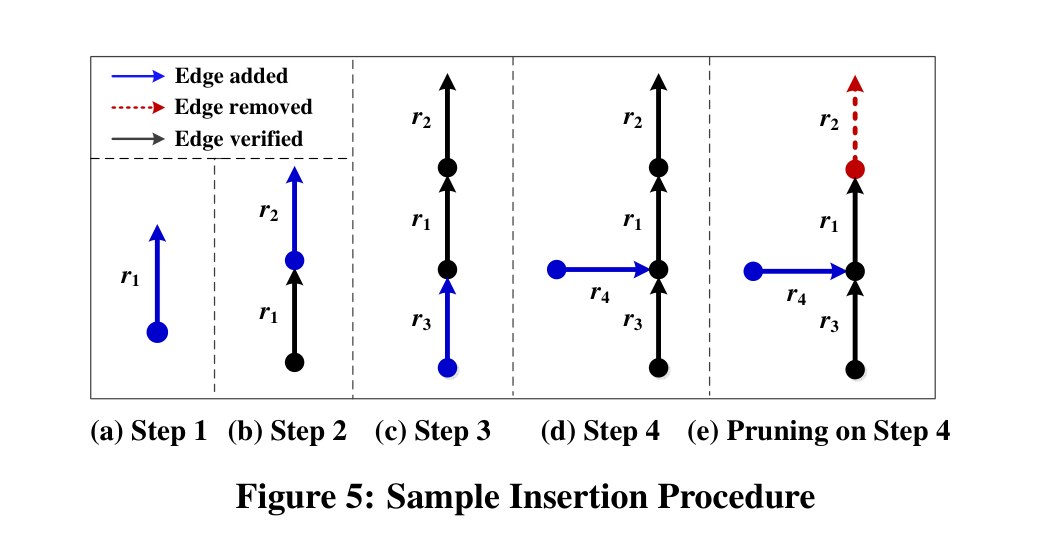 Edge added
Edge removed
Edge verified
r1
r2
r1
r2
r1
r3
r2
r1
r4
r3
r2
r1
r4
r3
(a) Step 1 (b) Step 2 (c) Step 3 (d) Step 4 (e) Pruning on Step 4
Figure 5: Sample Insertion Procedure